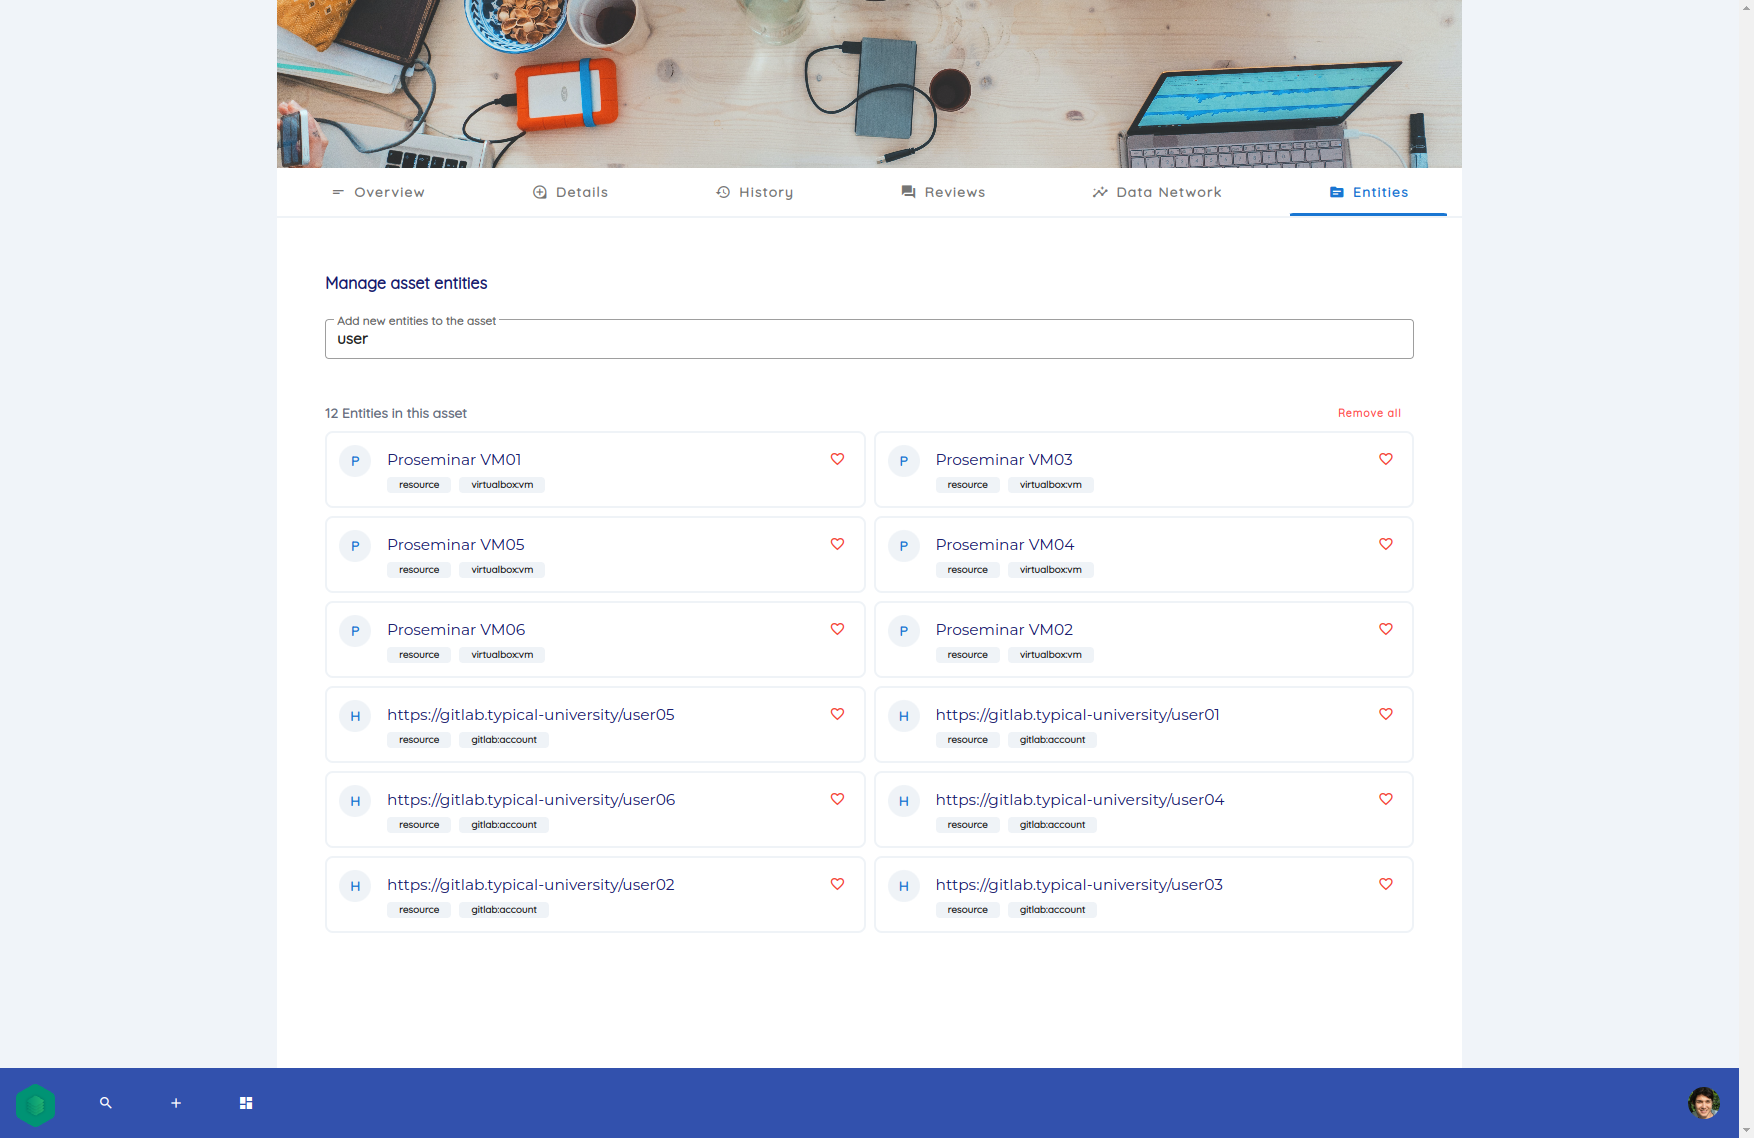 Overview Details History Reviews Data Network Entities
Manage asset entities
Add new entities to the asset
user
12 Entities in this asset Remove all
P Proseminar VM01
resource virtualbox:vm
P Proseminar VM03
resource virtualbox:vm
P Proseminar VM05
resource virtualbox:vm
P Proseminar VM04
resource virtualbox:vm
P Proseminar VM06
resource virtualbox:vm
P Proseminar VM02
resource virtualbox:vm
H https://gitlab.typical-university/user05
resource gitlab:account
H https://gitlab.typical-university/user01
resource gitlab:account
H https://gitlab.typical-university/user06
resource gitlab:account
H https://gitlab.typical-university/user04
resource gitlab:account
H https://gitlab.typical-university/user02
resource gitlab:account
H https://gitlab.typical-university/user03
resource gitlab:account